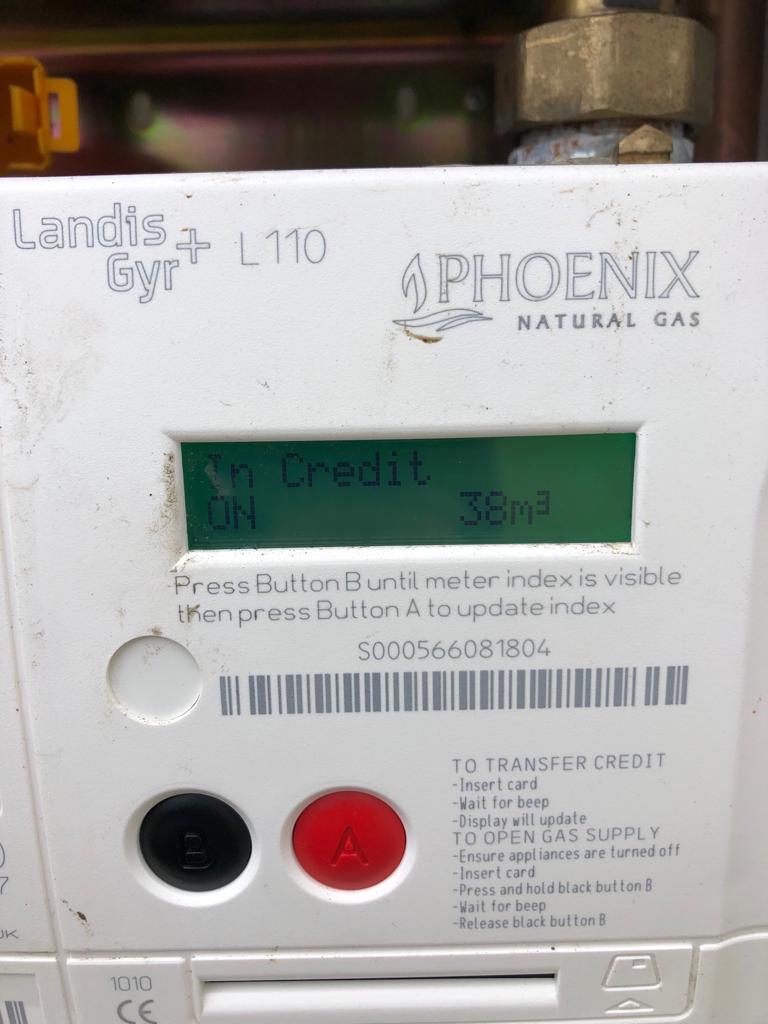 Landis
Gyr+ L110
PHOENIX
NATURAL GAS
In Credit
ON 38m³
Press Button B until meter index is visible
then press Button A to update index
S000566081804
B A
TO TRANSFER CREDIT
-Insert card
-Wait for beep
-Display will update
TO OPEN GAS SUPPLY
-Ensure appliances are turned off
-Insert card
-Press and hold black button B
-Wait for beep
-Release black button B
7
UK
1010
CE